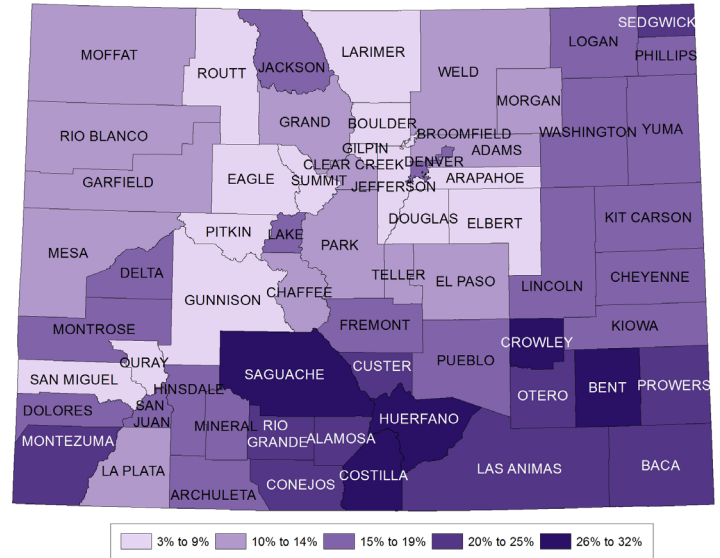 SEDGWICK
MOFFAT
ROUTT
JACKSON
LARIMER
LOGAN
PHILLIPS
WELD
MORGAN
GRAND
BOULDER
RIO BLANCO
BROOMFIELD
WASHINGTON
YUMA
GILPIN
ADAMS
CLEAR CREEK
DENVER
GARFIELD
EAGLE
SUMMIT
JEFFERSON
ARAPAHOE
DOUGLAS
ELBERT
KIT CARSON
PITKIN
LAKE
PARK
MESA
DELTA
TELLER
EL PASO
LINCOLN
CHEYENNE
GUNNISON
CHAFFEE
MONTROSE
FREMONT
KIOWA
CROWLEY
OURAY
PUEBLO
SAGUACHE
CUSTER
SAN MIGUEL
HINSDALE
OTERO
BENT
PROWERS
DOLORES
SAN
JUAN
HUERFANO
MINERAL
RIO
GRANDE
ALAMOSA
MONTEZUMA
LA PLATA
ARCHULETA
CONEJOS
COSTILLA
LAS ANIMAS
BACA
3% to 9%
10% to 14%
15% to 19%
20% to 25%
26% to 32%